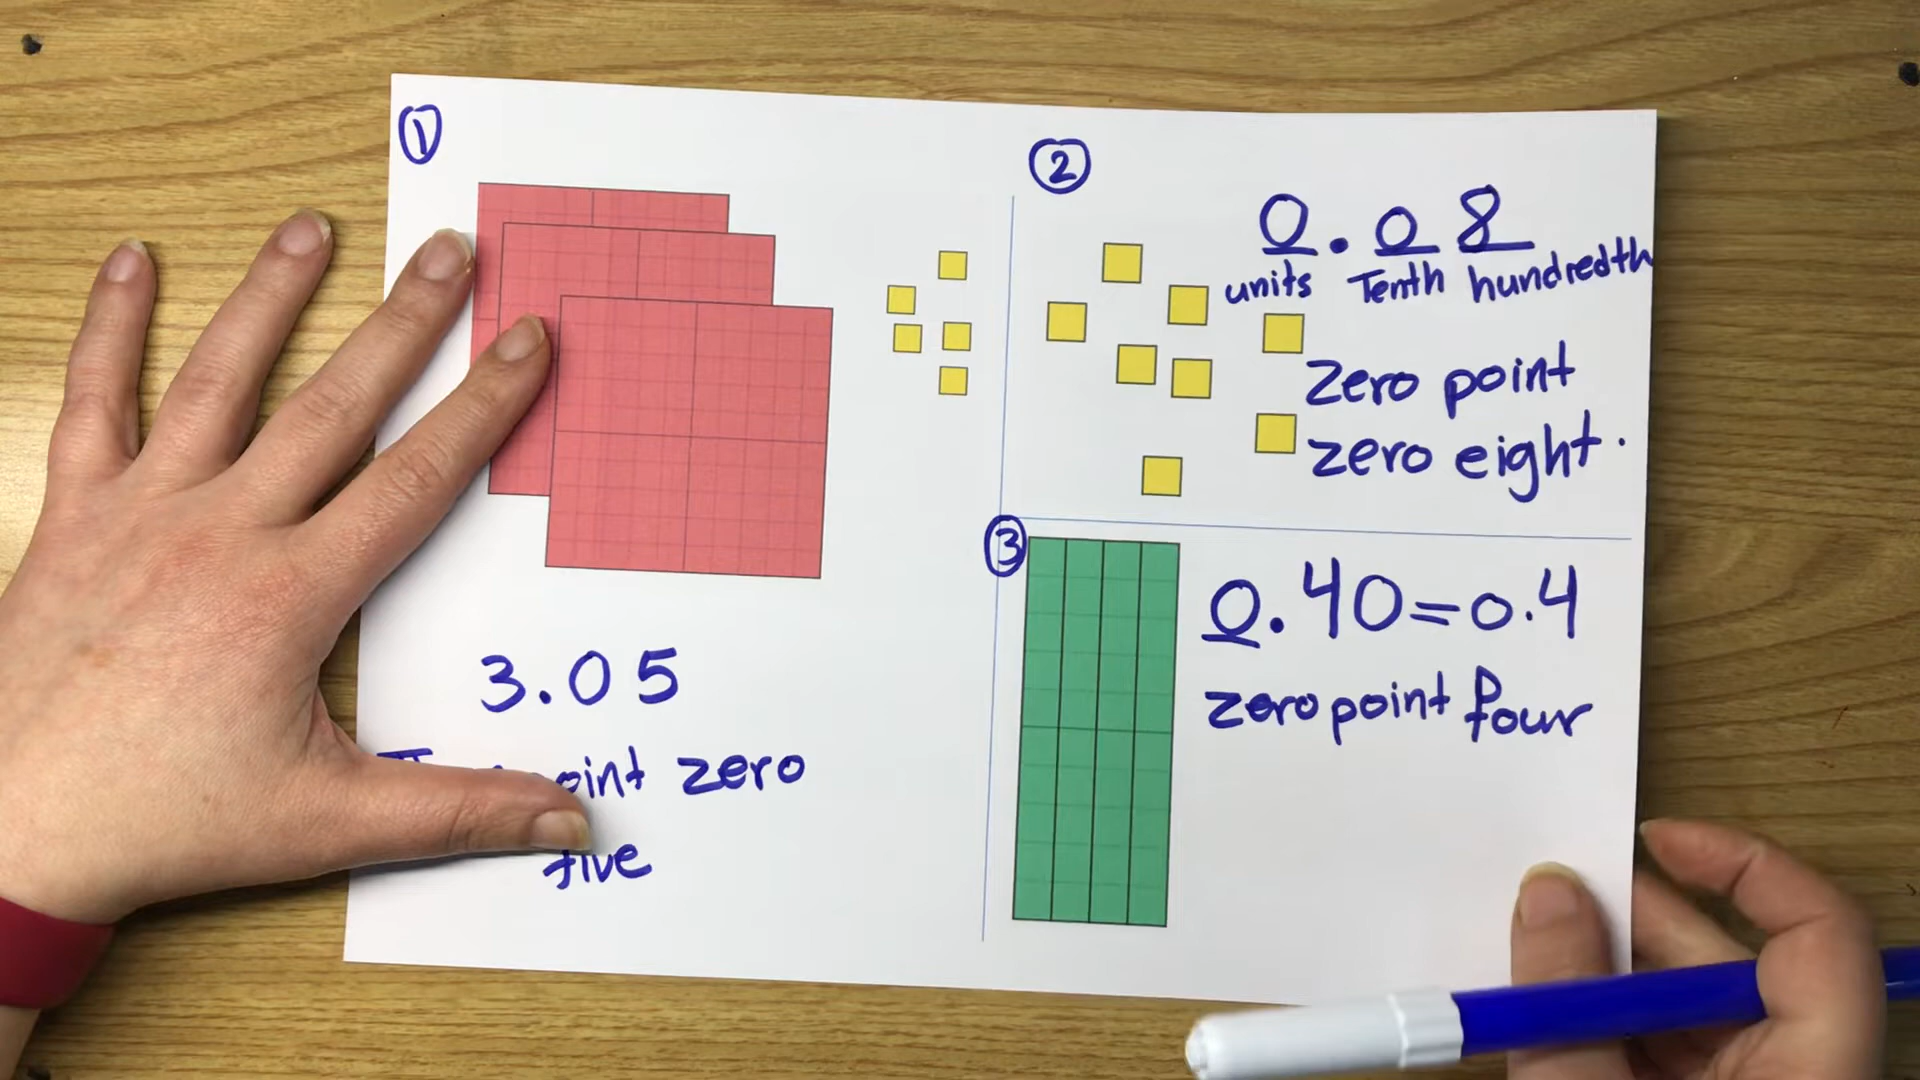 ①
3.05
point zero
five
②
0.08
units Tenth hundredth
zero point
zero eight.
③
0.40=0.4
zero point four